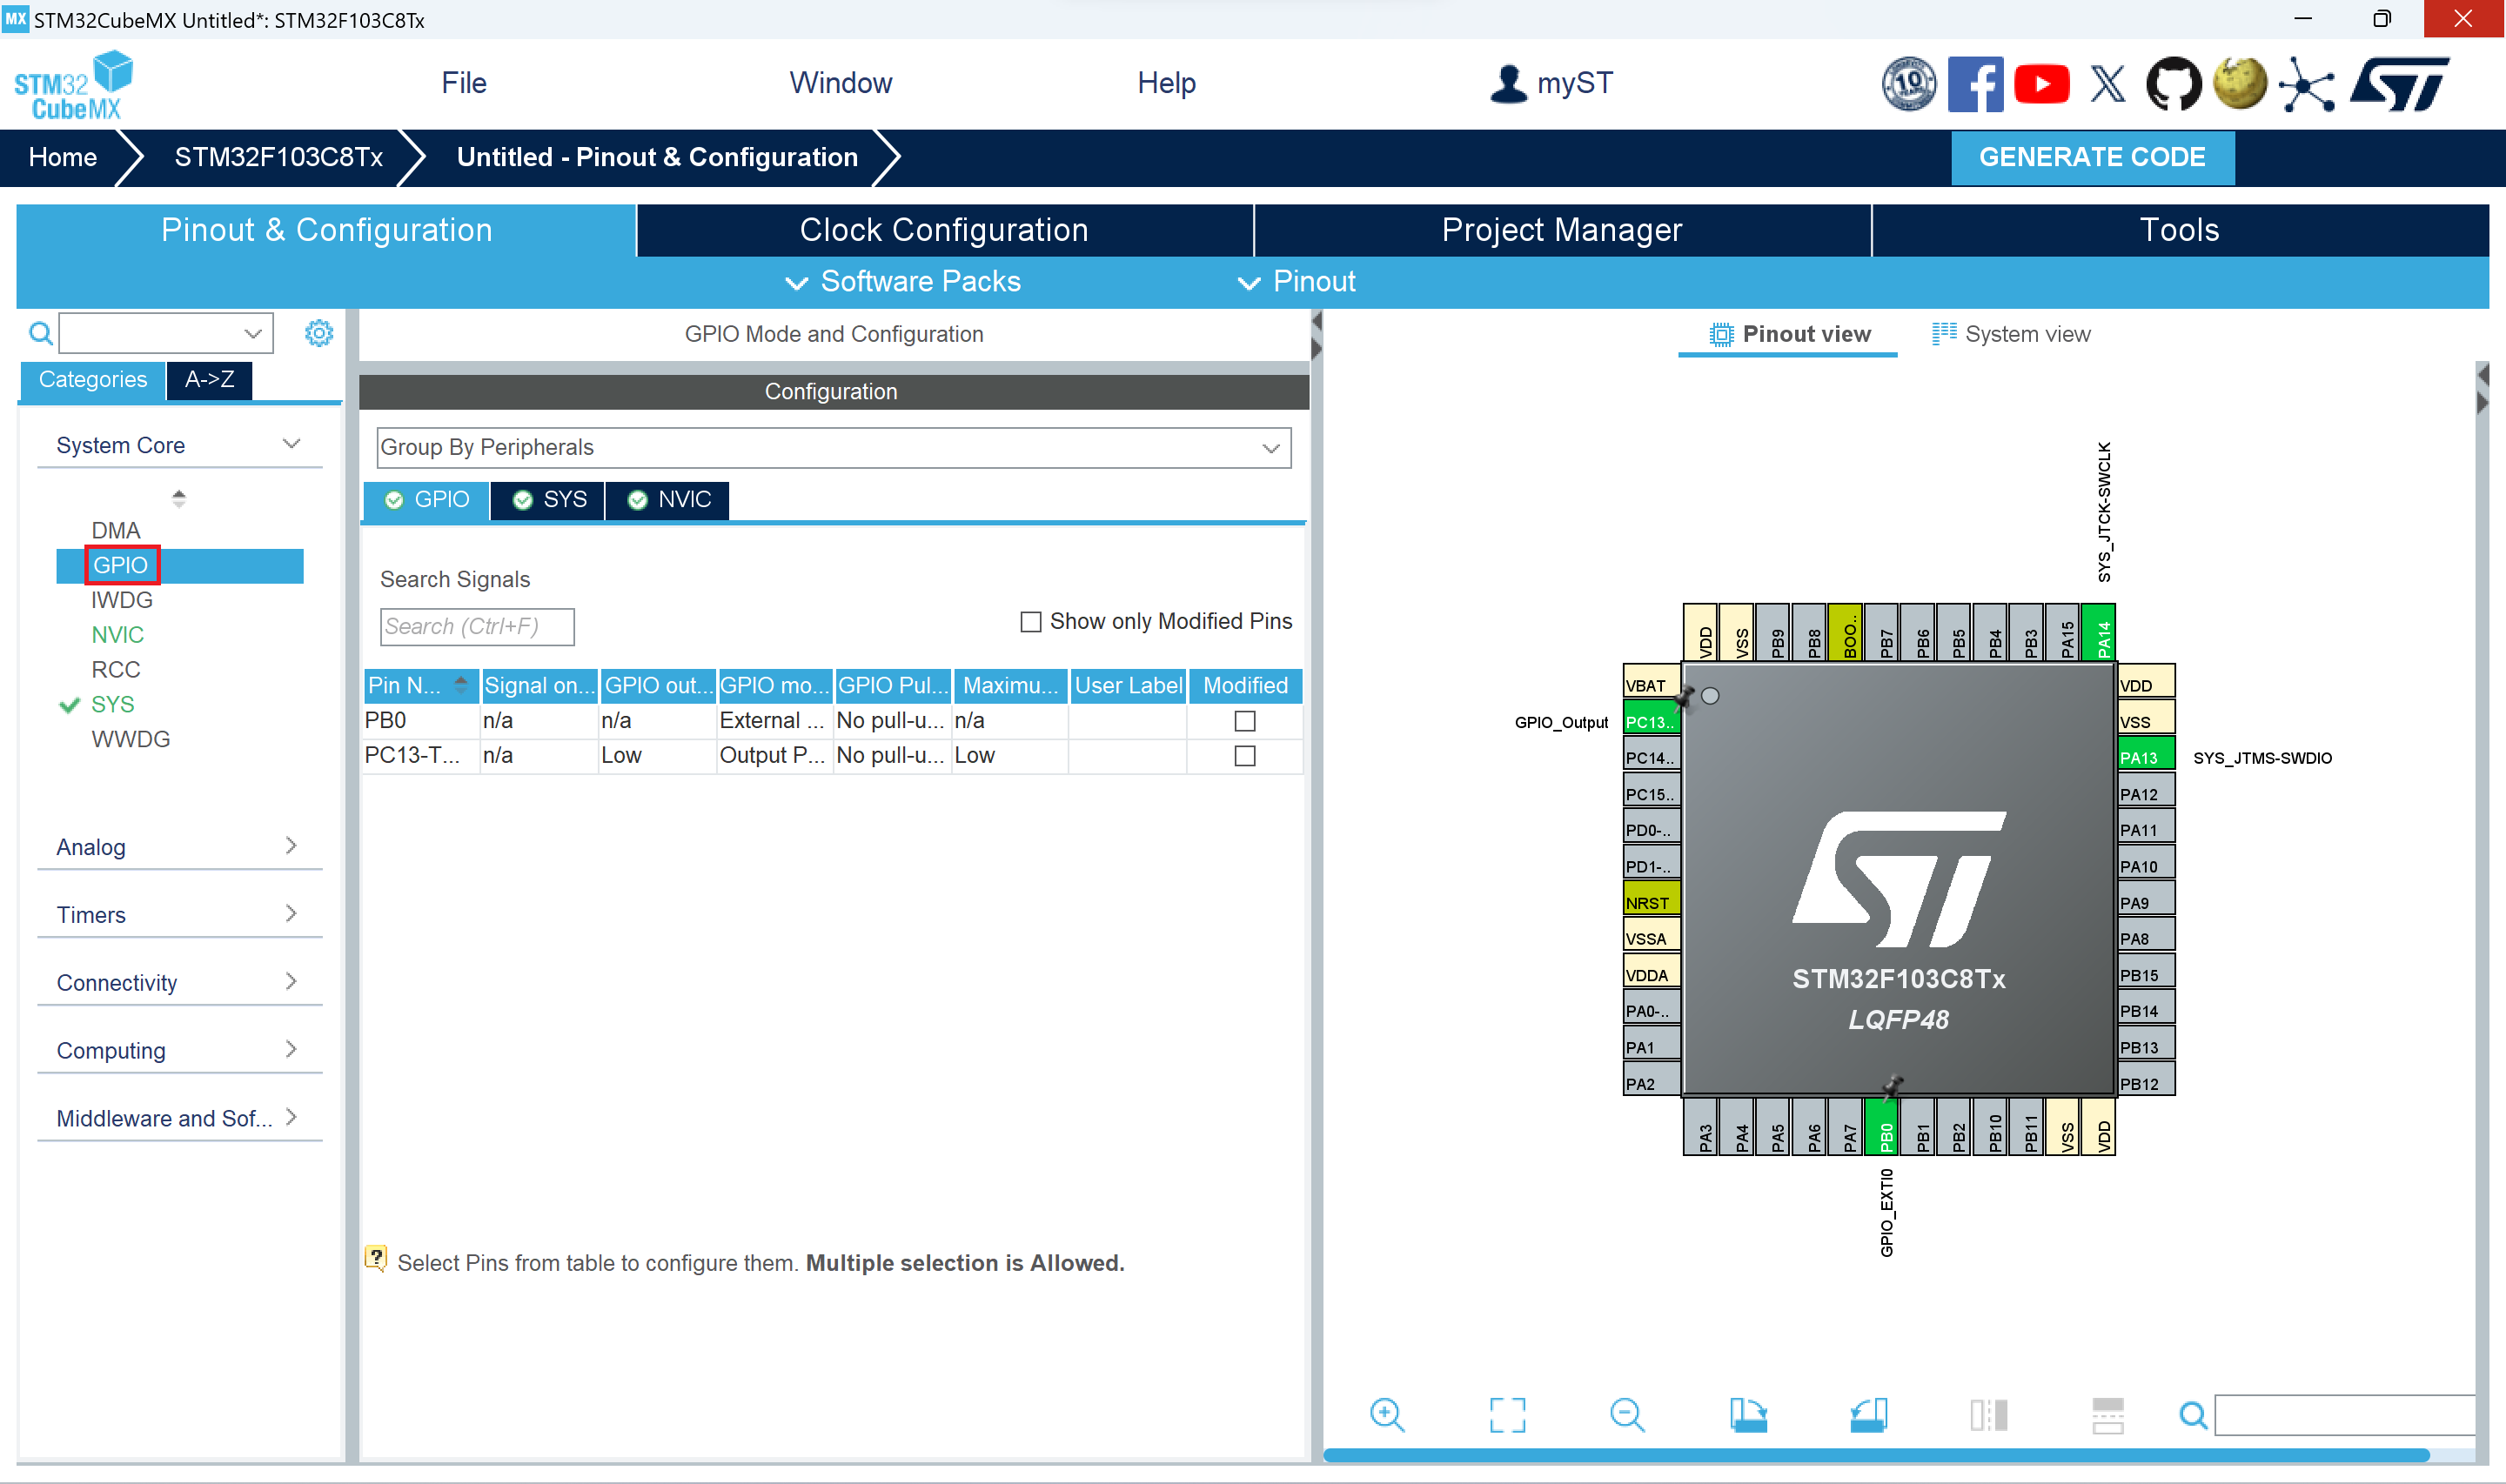 MX STM32CubeMX Untitled*: STM32F103C8Tx
STM32
CubeMX
File
Window
Help
myST
10
Home
STM32F103C8Tx
Untitled - Pinout & Configuration
GENERATE CODE
Pinout & Configuration
Clock Configuration
Project Manager
Tools
Software Packs
Pinout
GPIO Mode and Configuration
Pinout view
System view
Categories
A->Z
Configuration
System Core
Group By Peripherals
GPIO
SYS
NVIC
DMA
GPIO
IWDG
NVIC
RCC
SYS
WWDG
Analog
Timers
Connectivity
Computing
Middleware and Sof...
Search Signals
Search (Ctrl+F)
Show only Modified Pins
Pin N... Signal on... GPIO out... GPIO mo... GPIO Pul... Maximu... User Label Modified
PB0 n/a n/a External ... No pull-u... n/a
PC13-T... n/a Low Output P... No pull-u... Low
Select Pins from table to configure them. Multiple selection is Allowed.
SYS_JTCK-SWCLK
VDD VSS PB9 PB8 BOO.. PB7 PB6 PB5 PB4 PB3 PA15 PA14
VBAT
GPIO_Output PC13..
PC14..
PC15..
PD0-..
PD1-..
NRST
VSSA
VDDA
PA0-..
PA1
PA2
VDD
VSS
PA13 SYS_JTMS-SWDIO
PA12
PA11
PA10
PA9
PA8
PB15
PB14
PB13
PB12
ST
STM32F103C8Tx
LQFP48
PA3 PA4 PA5 PA6 PA7 PB0 PB1 PB2 PB10 PB11 VSS VDD
GPIO_EXTI0